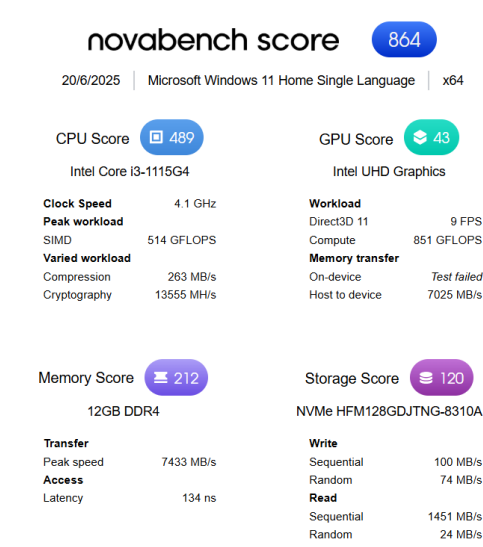 novabench score 864
20/6/2025 Microsoft Windows 11 Home Single Language x64
CPU Score 489
Intel Core i3-1115G4
Clock Speed 4.1 GHz
Peak workload
SIMD 514 GFLOPS
Varied workload
Compression 263 MB/s
Cryptography 13555 MH/s
GPU Score 43
Intel UHD Graphics
Workload
Direct3D 11 9 FPS
Compute 851 GFLOPS
Memory transfer
On-device Test failed
Host to device 7025 MB/s
Memory Score 212
12GB DDR4
Transfer
Peak speed 7433 MB/s
Access
Latency 134 ns
Storage Score 120
NVMe HFM128GDJTNG-8310A
Write
Sequential 100 MB/s
Random 74 MB/s
Read
Sequential 1451 MB/s
Random 24 MB/s